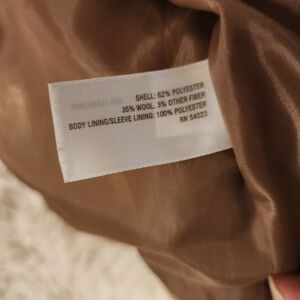 SHELL: 62% POLYESTER
35% WOOL, 3% OTHER FIBER
BODY LINING/SLEEVE LINING: 100% POLYESTER
RN 54023